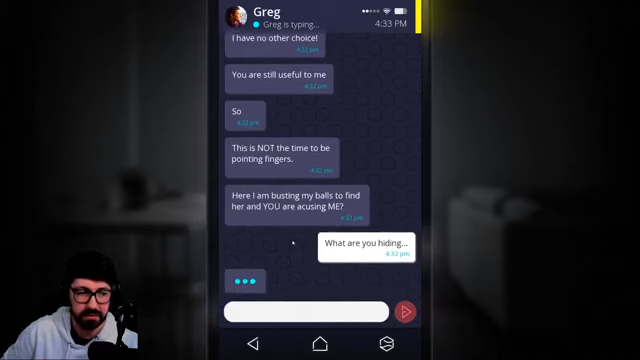 Greg
Greg is typing...
4:33 PM
I have no other choice!
4:32 pm
You are still useful to me
4:32 pm
So
4:32 pm
This is NOT the time to be
pointing fingers.
4:32 pm
Here I am busting my balls to find
her and YOU are acusing ME?
4:32 pm
What are you hiding...
4:32 pm